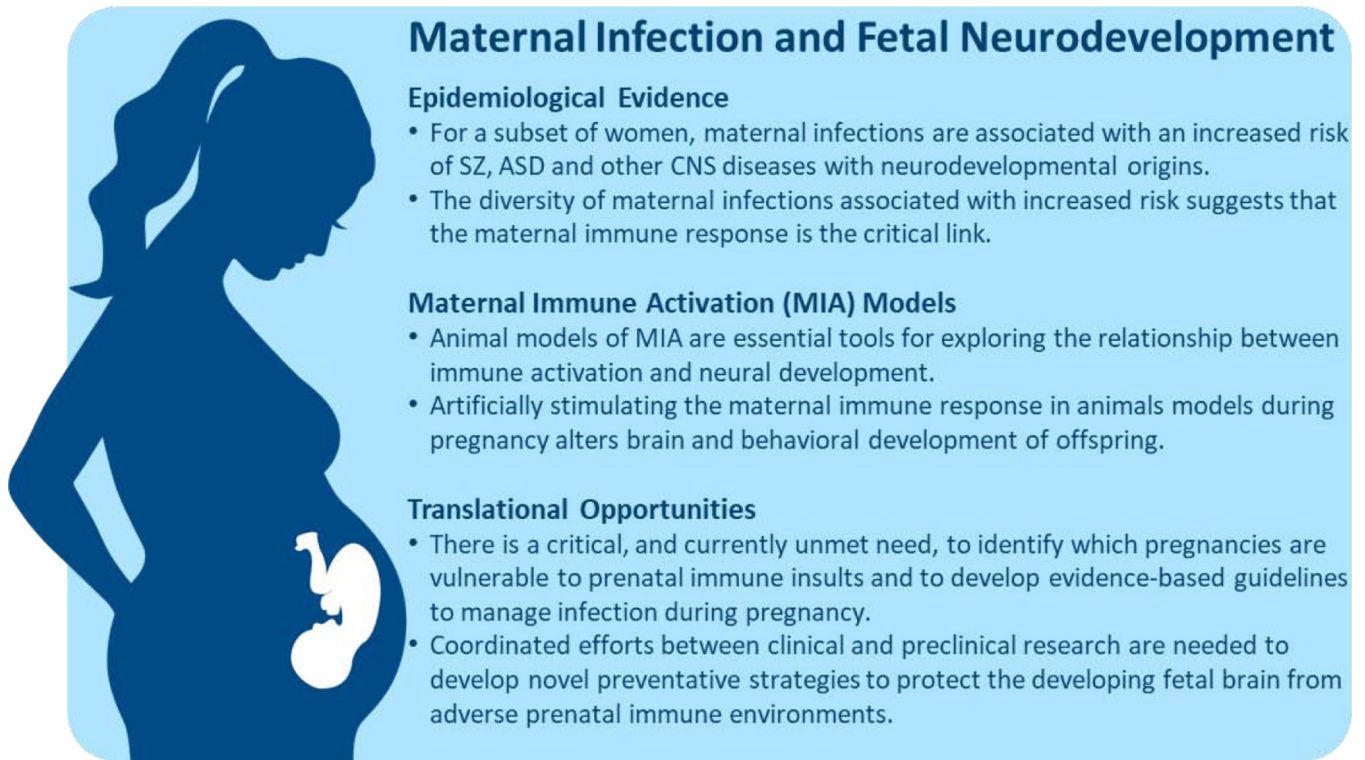 Maternal Infection and Fetal Neurodevelopment
Epidemiological Evidence
• For a subset of women, maternal infections are associated with an increased risk
of SZ, ASD and other CNS diseases with neurodevelopmental origins.
• The diversity of maternal infections associated with increased risk suggests that
the maternal immune response is the critical link.
Maternal Immune Activation (MIA) Models
• Animal models of MIA are essential tools for exploring the relationship between
immune activation and neural development.
• Artificially stimulating the maternal immune response in animals models during
pregnancy alters brain and behavioral development of offspring.
Translational Opportunities
• There is a critical, and currently unmet need, to identify which pregnancies are
vulnerable to prenatal immune insults and to develop evidence-based guidelines
to manage infection during pregnancy.
• Coordinated efforts between clinical and preclinical research are needed to
develop novel preventative strategies to protect the developing fetal brain from
adverse prenatal immune environments.